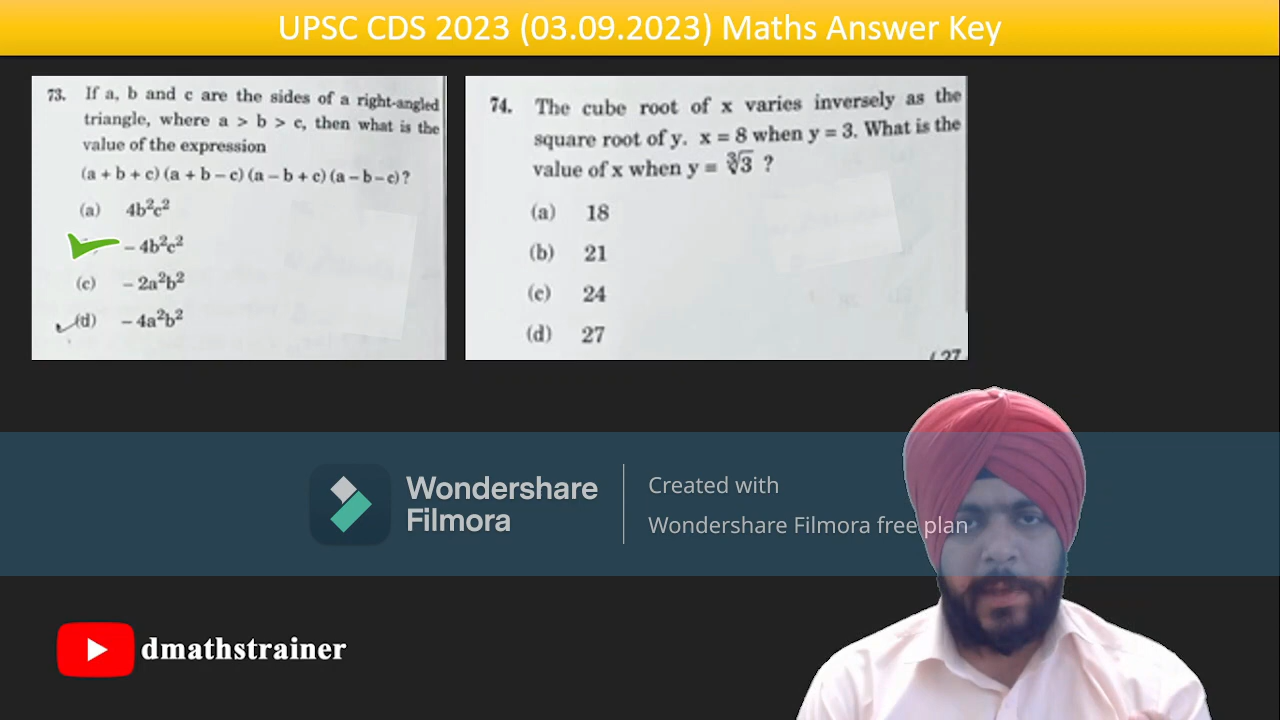 UPSC CDS 2023 (03.09.2023) Maths Answer Key
73. If a, b and c are the sides of a right-angled
triangle, where a > b > c, then what is the
value of the expression
(a + b + c) (a + b – c) (a – b + c) (a – b – c)?
(a) 4b²c²
– 4b²c²
(c) – 2a²b²
(d) – 4a²b²
74. The cube root of x varies inversely as the
square root of y. x = 8 when y = 3. What is the
value of x when y = ∛3 ?
(a) 18
(b) 21
(c) 24
(d) 27
Wondershare
Filmora
Created with
Wondershare Filmora free plan
dmathstrainer